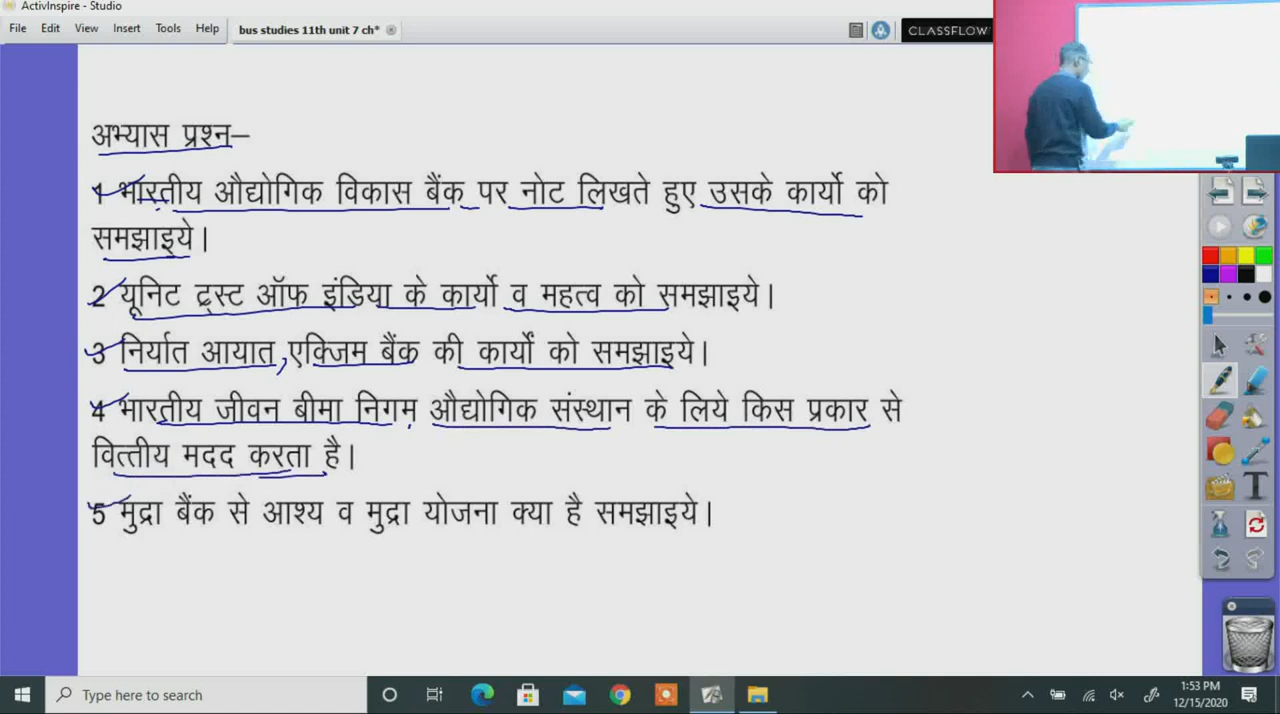 ActivInspire - Studio
File Edit View Insert Tools Help bus studies 11th unit 7 ch* CLASSFLOW
अभ्यास प्रश्न–
1 भारतीय औद्योगिक विकास बैंक पर नोट लिखते हुए उसके कार्यो को
समझाइये।
2 यूनिट ट्रस्ट ऑफ इंडिया के कार्यो व महत्व को समझाइये।
3 निर्यात आयात ,एक्जिम बैंक की कार्यों को समझाइये।
4 भारतीय जीवन बीमा निगम औद्योगिक संस्थान के लिये किस प्रकार से
वित्तीय मदद करता है।
5 मुद्रा बैंक से आश्य व मुद्रा योजना क्या है समझाइये।
Type here to search
1:53 PM
12/15/2020